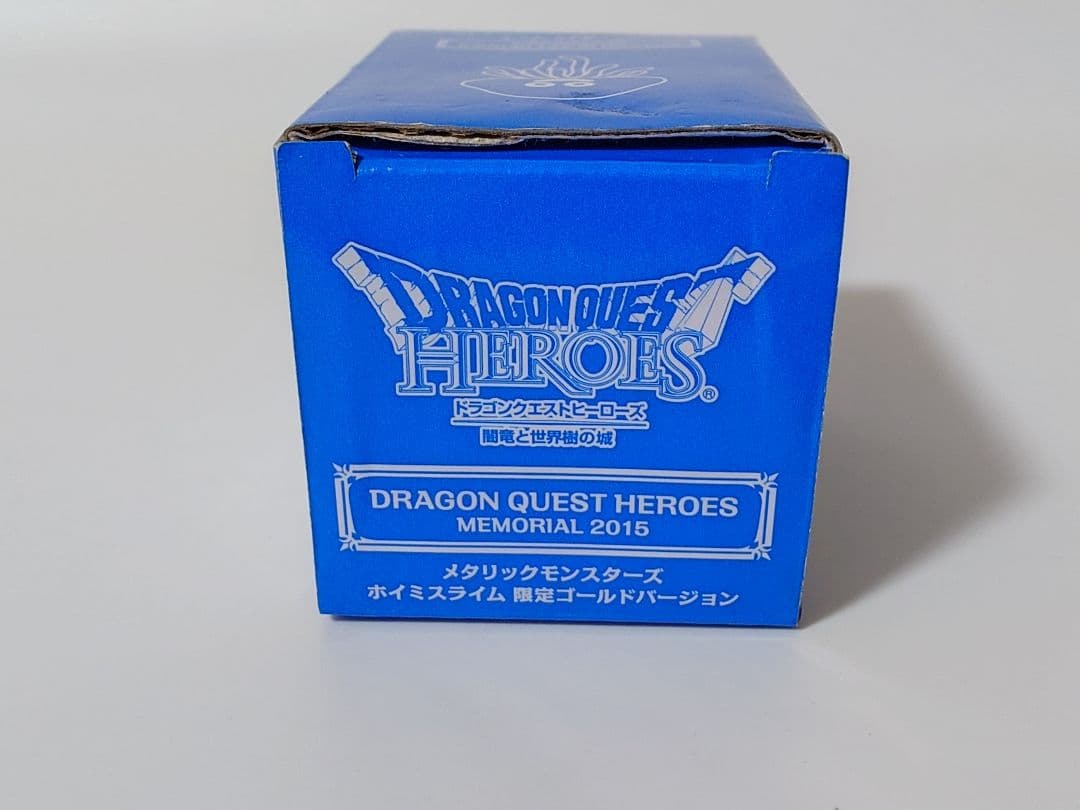 DRAGON QUEST
HEROES®
ドラゴンクエストヒーローズ
闇竜と世界樹の城
DRAGON QUEST HEROES
MEMORIAL 2015
メタリックモンスターズ
ホイミスライム 限定ゴールドバージョン